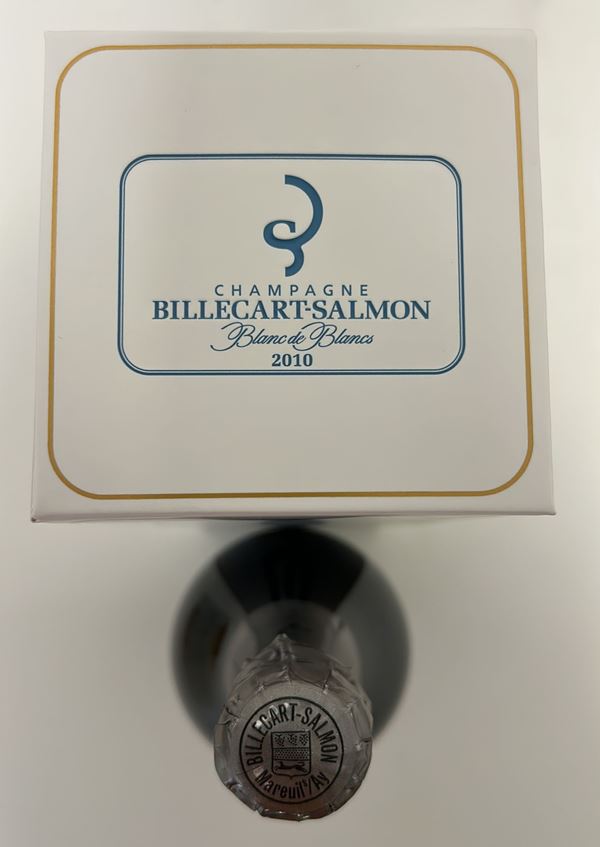 CHAMPAGNE
BILLECART-SALMON
Blanc de Blancs
2010
BILLECART-SALMON
Mareuil s/Ay